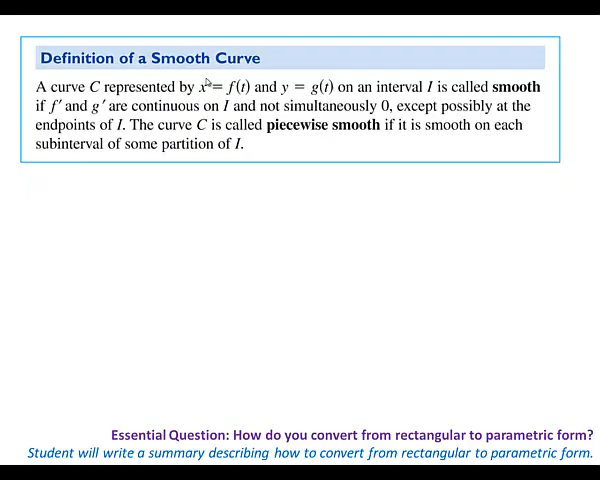 Definition of a Smooth Curve
A curve C represented by x = f(t) and y = g(t) on an interval I is called smooth
if f′ and g′ are continuous on I and not simultaneously 0, except possibly at the
endpoints of I. The curve C is called piecewise smooth if it is smooth on each
subinterval of some partition of I.
Essential Question: How do you convert from rectangular to parametric form?
Student will write a summary describing how to convert from rectangular to parametric form.